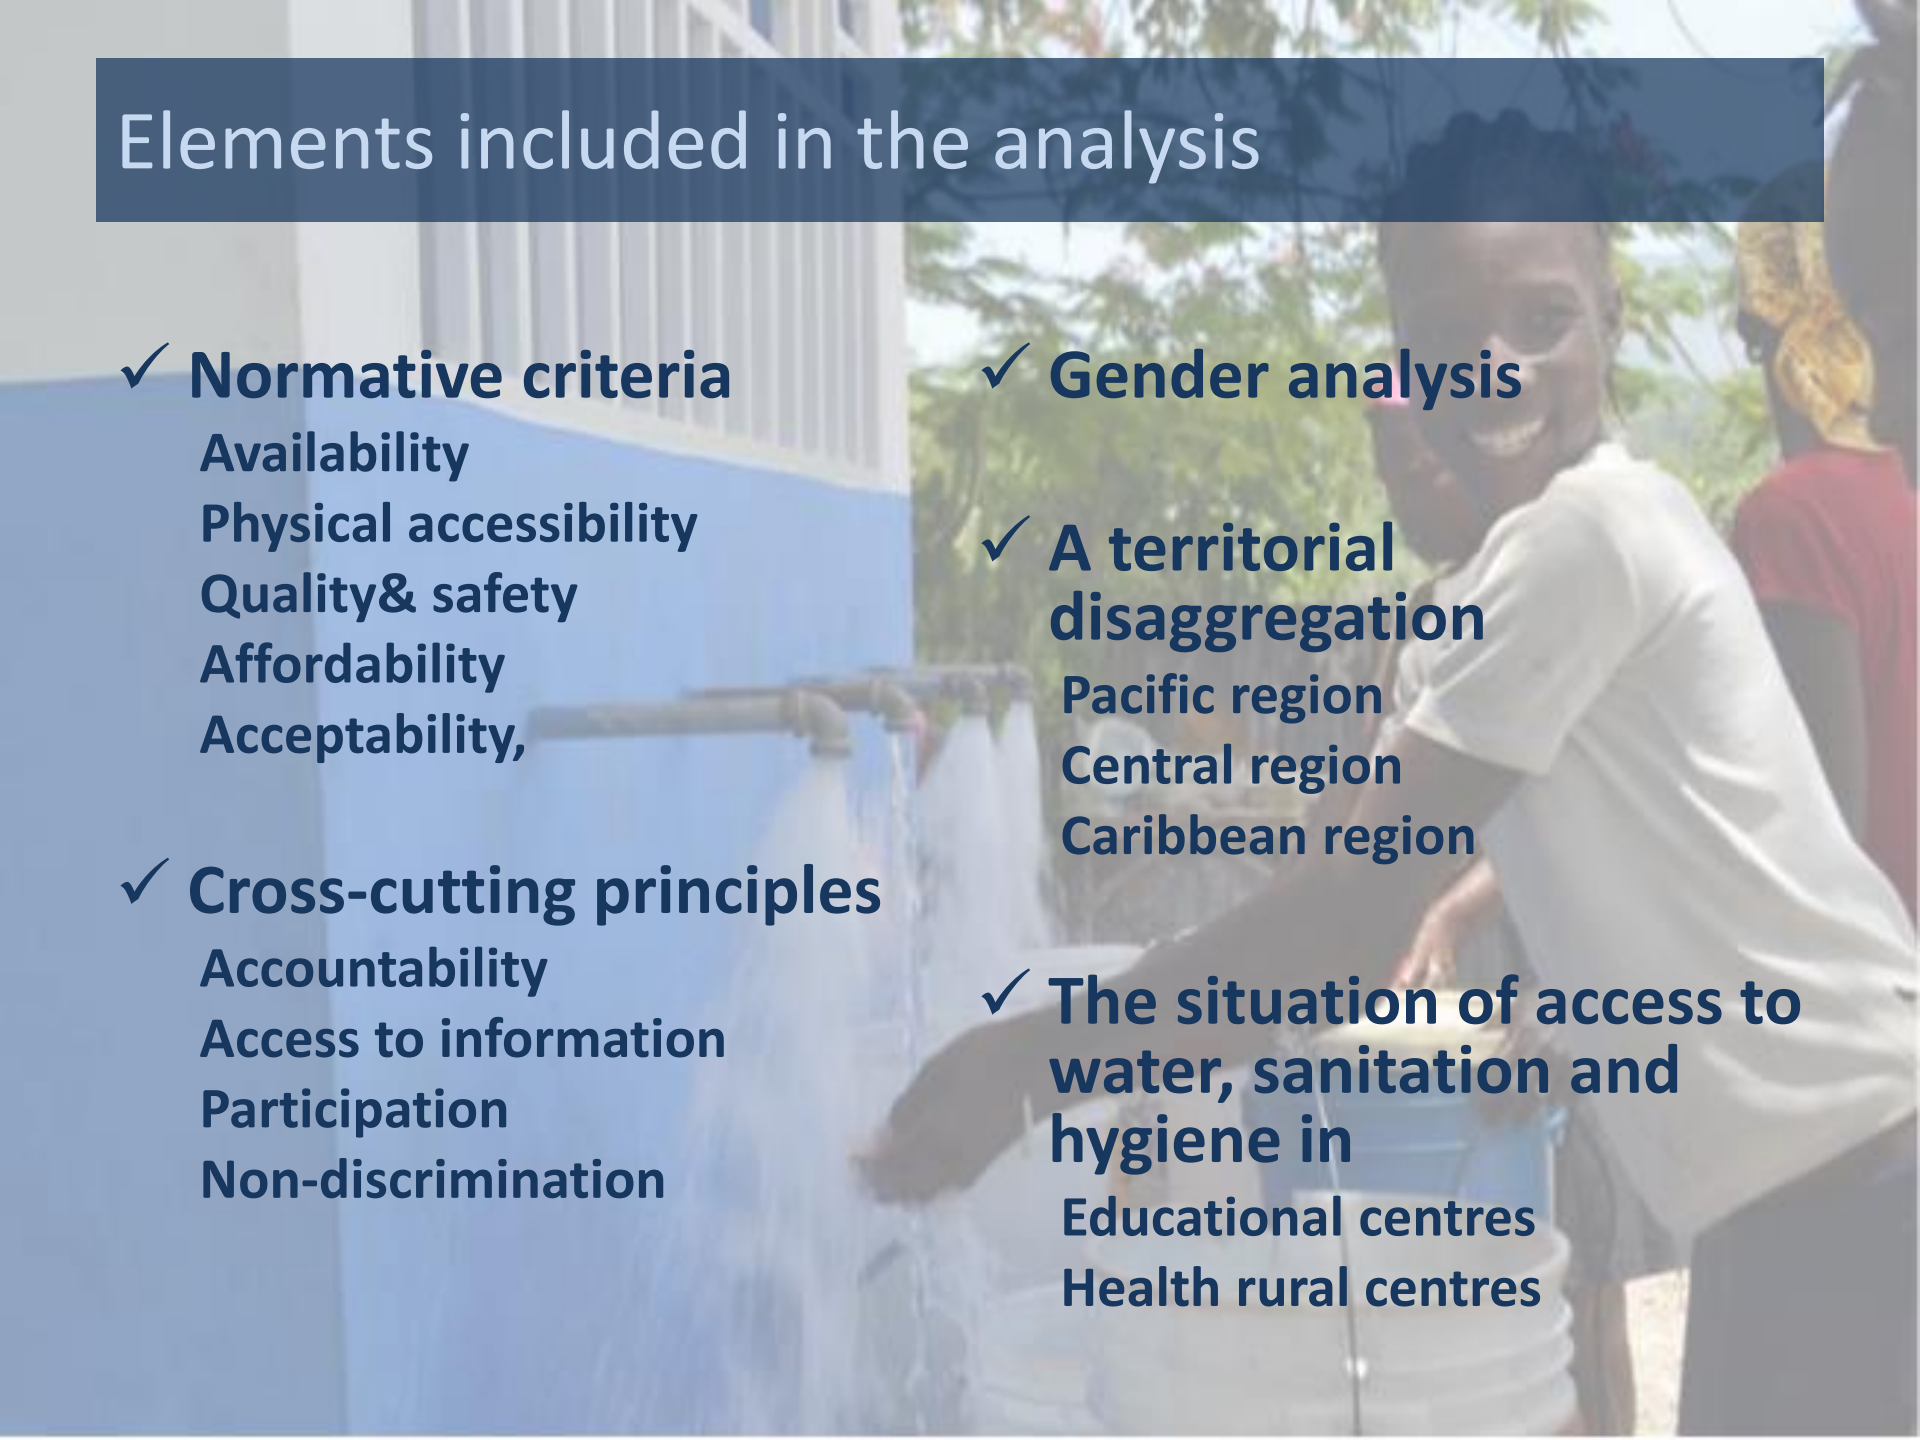 Elements included in the analysis
✓ Normative criteria
Availability
Physical accessibility
Quality& safety
Affordability
Acceptability,
✓ Cross-cutting principles
Accountability
Access to information
Participation
Non-discrimination
✓ Gender analysis
✓ A territorial
disaggregation
Pacific region
Central region
Caribbean region
✓ The situation of access to
water, sanitation and
hygiene in
Educational centres
Health rural centres